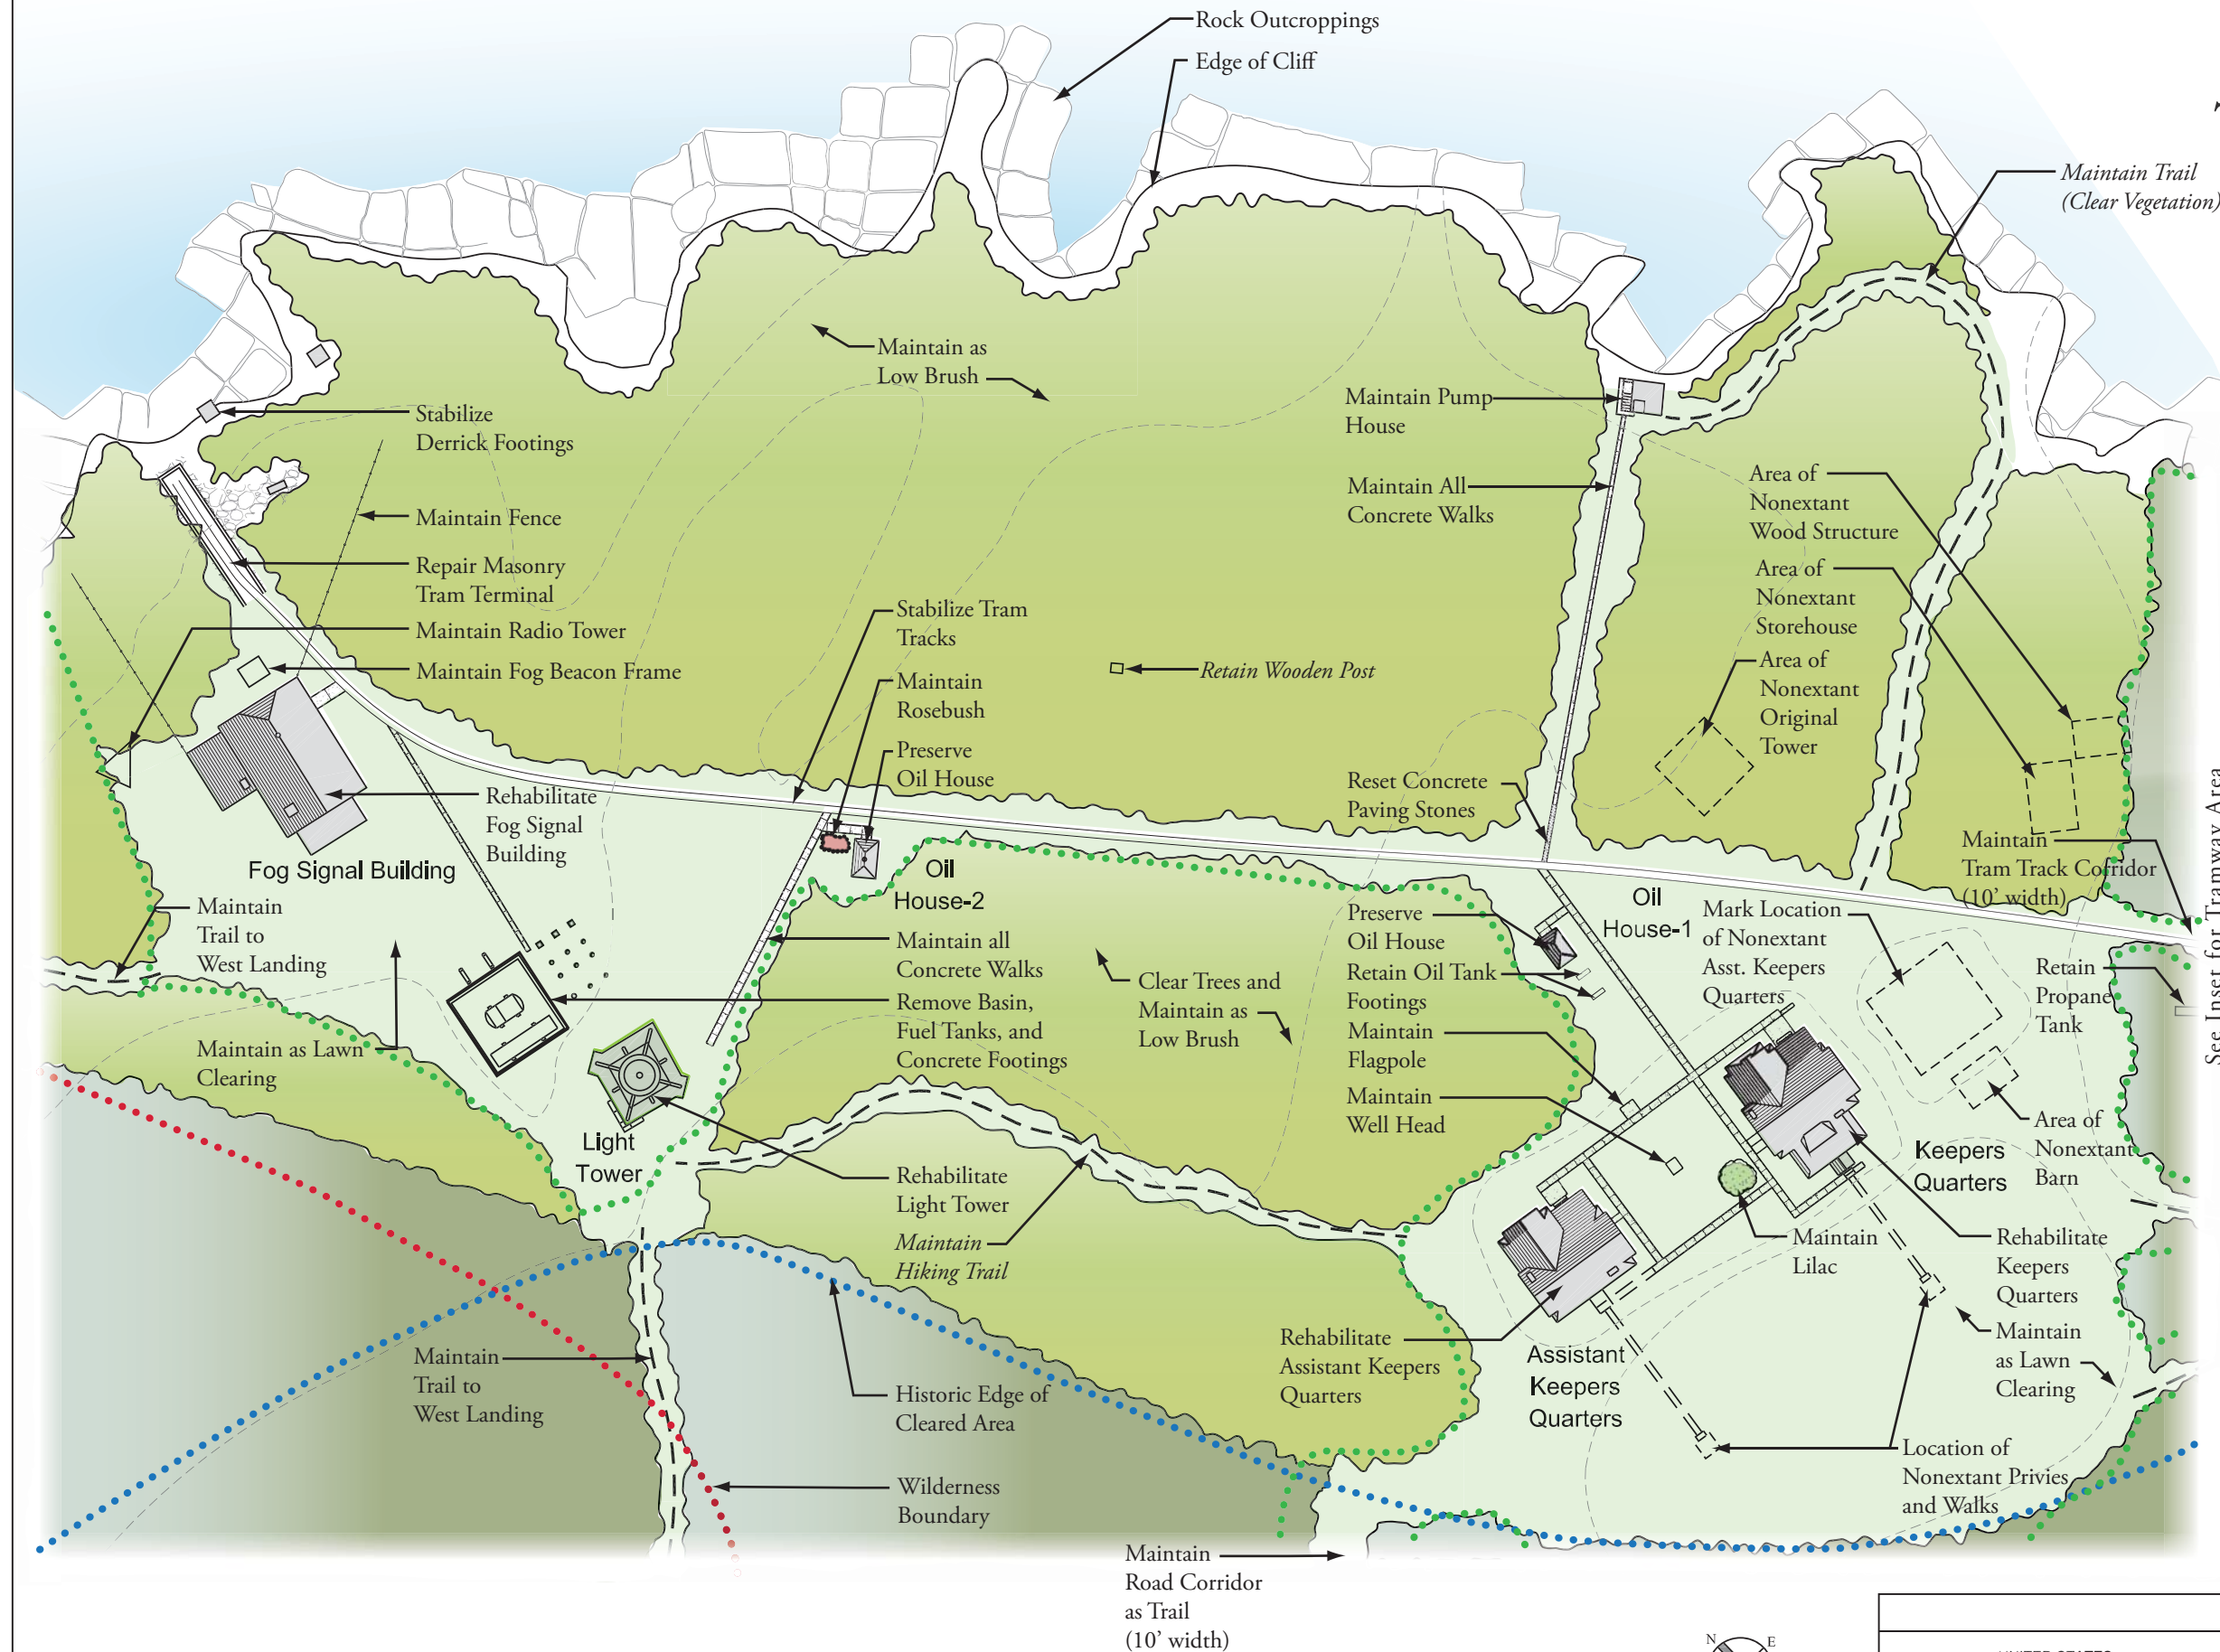 Rock Outcroppings
Edge of Cliff
Maintain Trail
(Clear Vegetation)
Maintain as
Low Brush
Stabilize
Derrick Footings
Maintain Fence
Repair Masonry
Tram Terminal
Maintain Radio Tower
Maintain Fog Beacon Frame
Maintain Pump
House
Maintain All
Concrete Walks
Area of
Nonextant
Wood Structure
Area of
Nonextant
Storehouse
Area of
Nonextant
Original
Tower
Stabilize Tram
Tracks
Maintain
Rosebush
Preserve
Oil House
Retain Wooden Post
Reset Concrete
Paving Stones
Rehabilitate
Fog Signal
Building
Fog Signal Building
Oil
House-2
Maintain
Tram Track Corridor
(10’ width)
See Inset for Tramway Area
Maintain
Trail to
West Landing
Maintain all
Concrete Walks
Remove Basin,
Fuel Tanks, and
Concrete Footings
Clear Trees and
Maintain as
Low Brush
Preserve
Oil House
Retain Oil Tank
Footings
Maintain
Flagpole
Maintain
Well Head
Oil
House-1
Mark Location
of Nonextant
Asst. Keepers
Quarters
Retain
Propane
Tank
Maintain as Lawn
Clearing
Light
Tower
Rehabilitate
Light Tower
Maintain
Hiking Trail
Keepers
Quarters
Area of
Nonextant
Barn
Maintain
Lilac
Rehabilitate
Keepers
Quarters
Maintain
as Lawn
Clearing
Rehabilitate
Assistant Keepers
Quarters
Assistant
Keepers
Quarters
Maintain
Trail to
West Landing
Historic Edge of
Cleared Area
Wilderness
Boundary
Location of
Nonextant Privies
and Walks
Maintain
Road Corridor
as Trail
(10’ width)
N
E